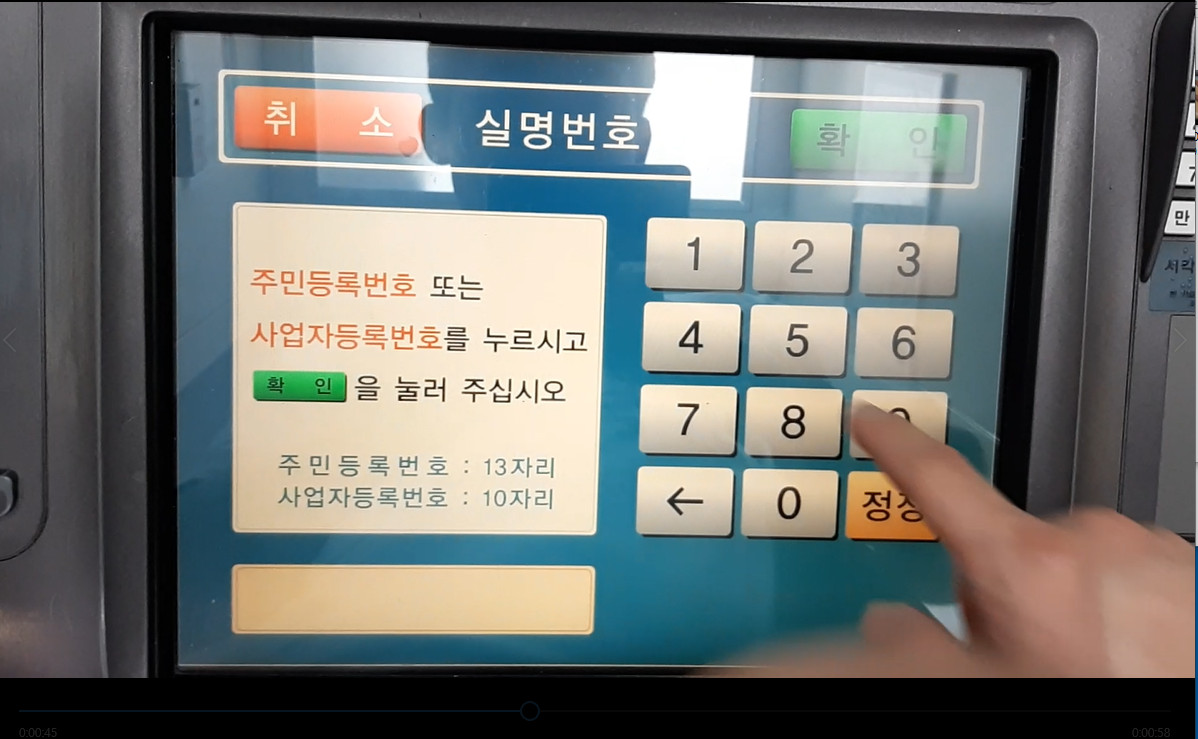 취 소
실명번호
확 인
주민등록번호 또는
사업자등록번호를 누르시고
확 인 을 눌러 주십시오
주민등록번호 : 13자리
사업자등록번호 : 10자리
1 2 3
4 5 6
7 8
← 0
만
0:00:45
0:00:58